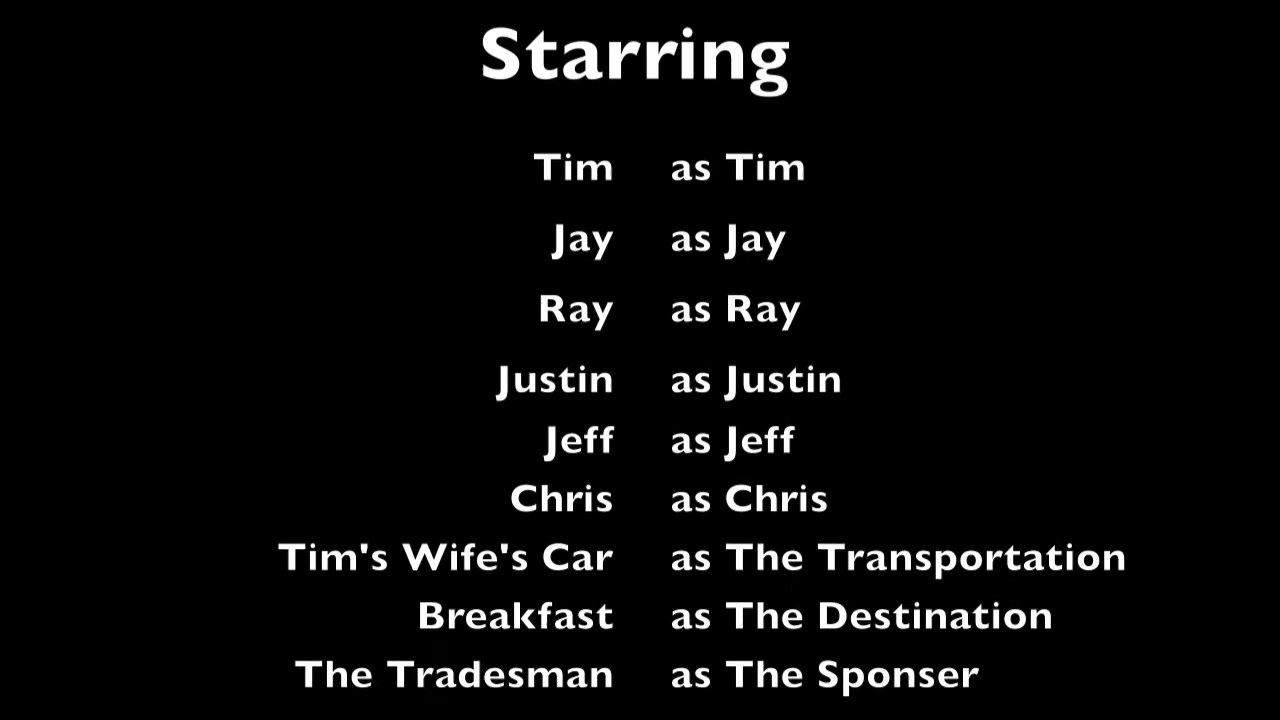 Starring
Tim as Tim
Jay as Jay
Ray as Ray
Justin as Justin
Jeff as Jeff
Chris as Chris
Tim's Wife's Car as The Transportation
Breakfast as The Destination
The Tradesman as The Sponser